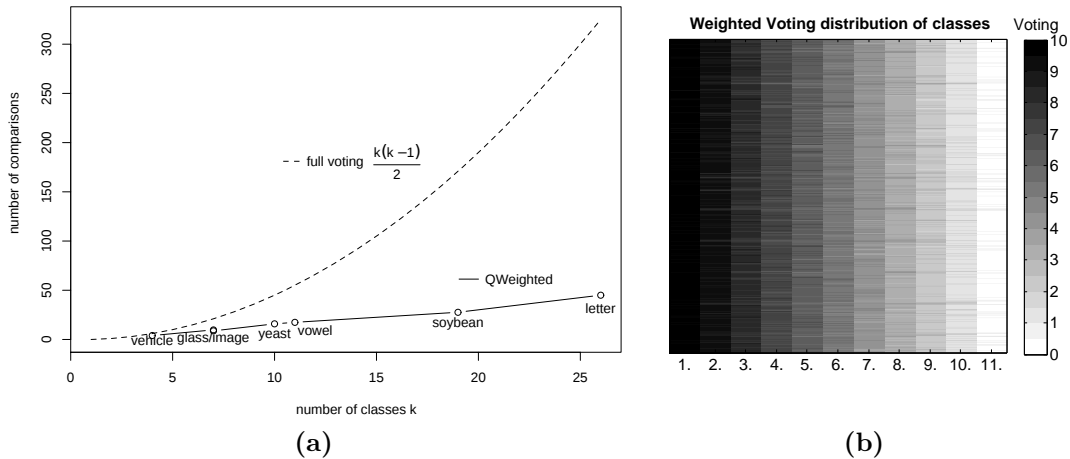 number of comparisons
300
250
200
150
100
50
0
full voting k(k−1)
2
QWeighted
vehicle
glass/image
yeast
vowel
soybean
letter
0 5 10 15 20 25
number of classes k
(a)
Weighted Voting distribution of classes
Voting
10
9
8
7
6
5
4
3
2
1
0
1. 2. 3. 4. 5. 6. 7. 8. 9. 10. 11.
(b)